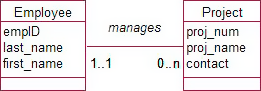 Employee
empID
last_name
first_name
manages
1..1
0..n
Project
proj_num
proj_name
contact